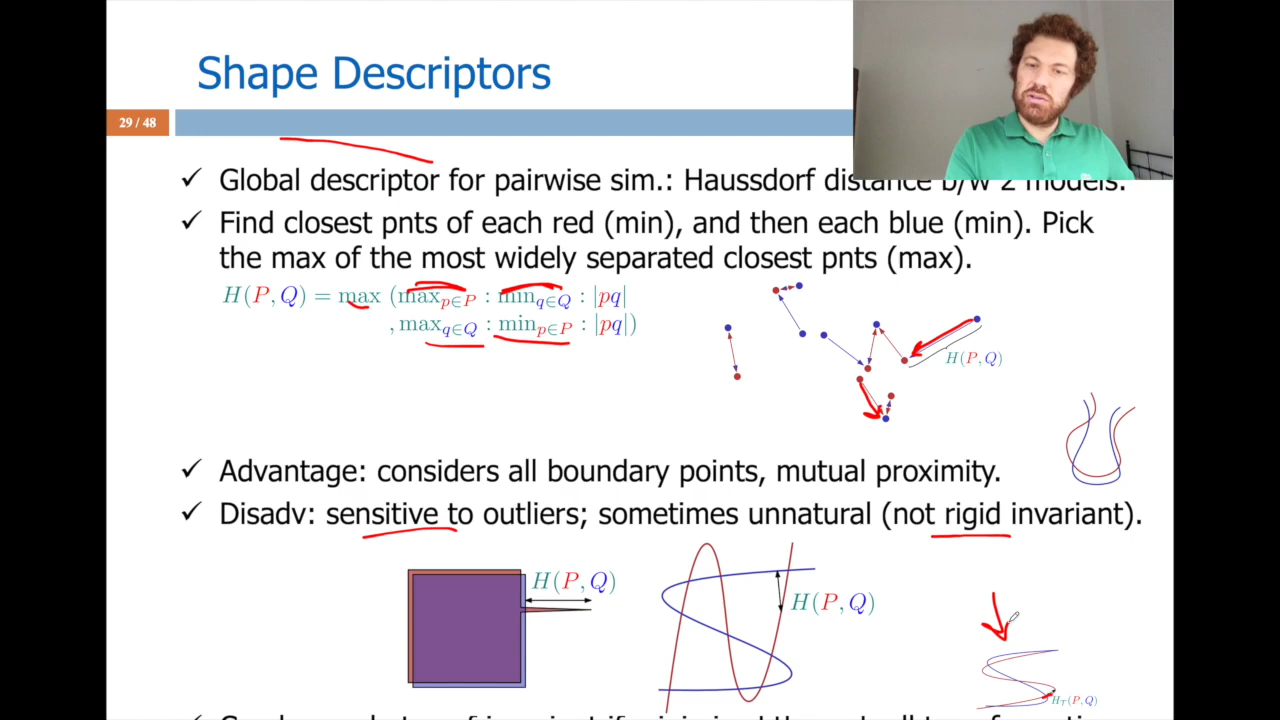 Shape Descriptors
29 / 48
✓ Global descriptor for pairwise sim.: Haussdorf distance b/w 2 models.
✓ Find closest pnts of each red (min), and then each blue (min). Pick
the max of the most widely separated closest pnts (max).
H(P, Q) = max (max_{p∈P} : min_{q∈Q} : |pq|
, max_{q∈Q} : min_{p∈P} : |pq|)
H(P, Q)
✓ Advantage: considers all boundary points, mutual proximity.
✓ Disadv: sensitive to outliers; sometimes unnatural (not rigid invariant).
H(P, Q)
H(P, Q)
H_T(P, Q)